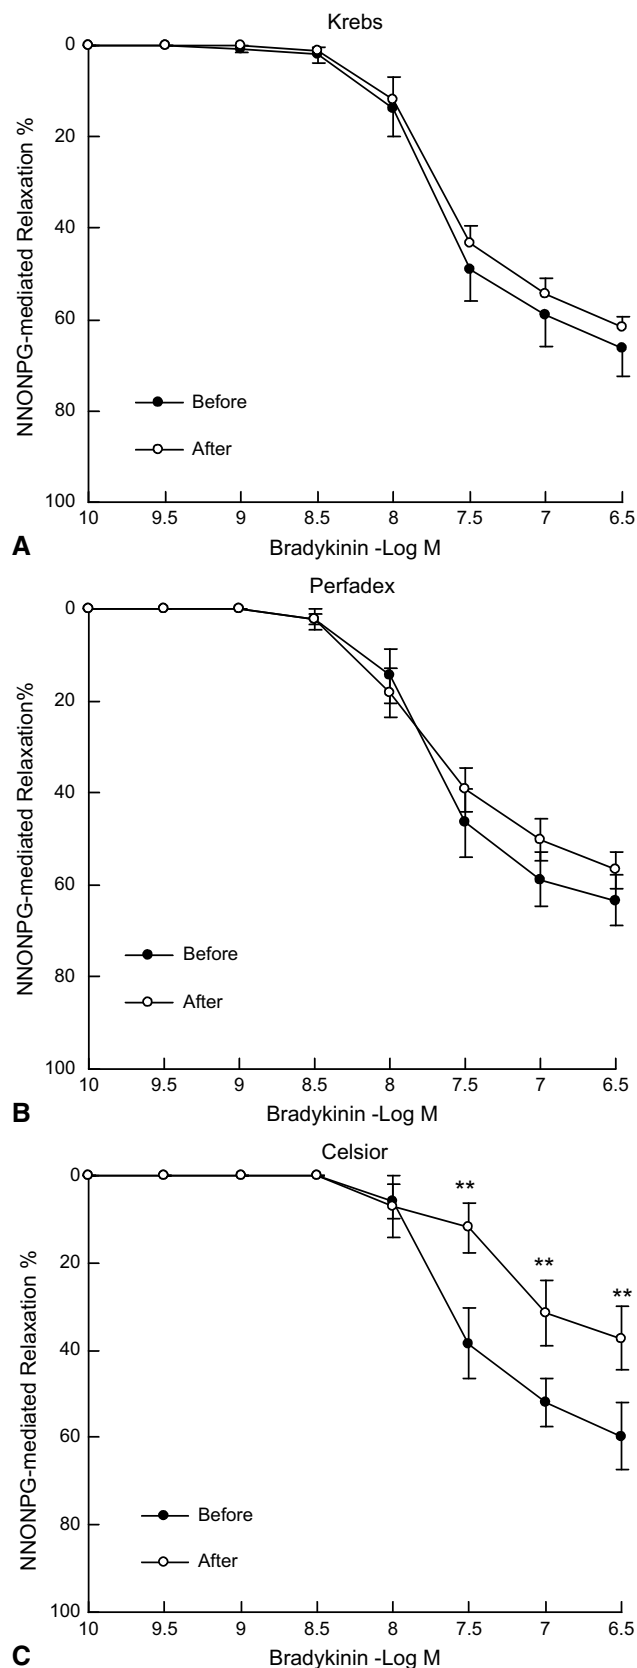 Krebs
NNONPG-mediated Relaxation %
0
20
40
60
80
100
Before
After
10 9.5 9 8.5 8 7.5 7 6.5
A
Bradykinin -Log M
Perfadex
NNONPG-mediated Relaxation%
0
20
40
60
80
100
Before
After
10 9.5 9 8.5 8 7.5 7 6.5
B
Bradykinin -Log M
Celsior
NNONPG-mediated Relaxation %
0
20
40
60
80
100
**
**
**
Before
After
10 9.5 9 8.5 8 7.5 7 6.5
C
Bradykinin -Log M